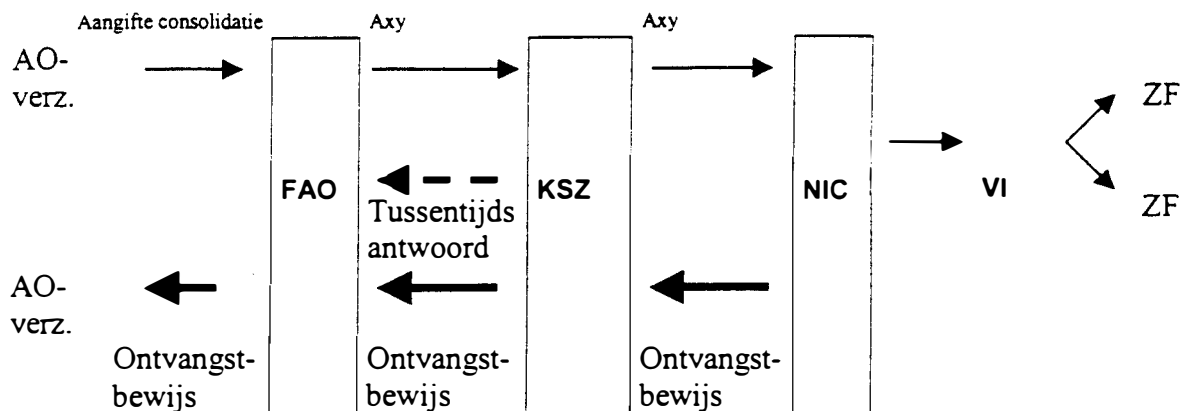 Aangifte consolidatie
Axy
Axy
AO-
verz.
ZF
FAO
KSZ
NIC
VI
ZF
Tussentijds
antwoord
AO-
verz.
Ontvangst-
bewijs
Ontvangst-
bewijs
Ontvangst-
bewijs